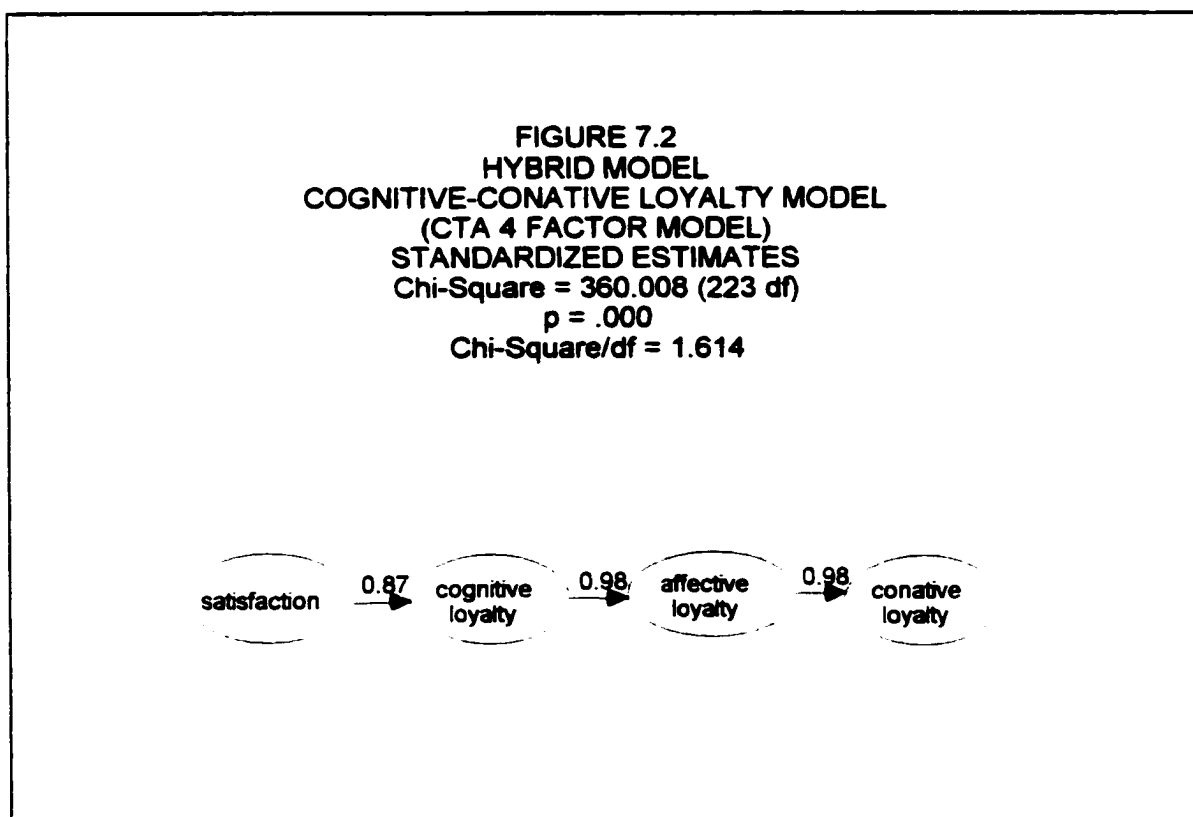 FIGURE 7.2
HYBRID MODEL
COGNITIVE-CONATIVE LOYALTY MODEL
(CTA 4 FACTOR MODEL)
STANDARDIZED ESTIMATES
Chi-Square = 360.008 (223 df)
p = .000
Chi-Square/df = 1.614
satisfaction
0.87
cognitive
loyalty
0.98
affective
loyalty
0.98
conative
loyalty